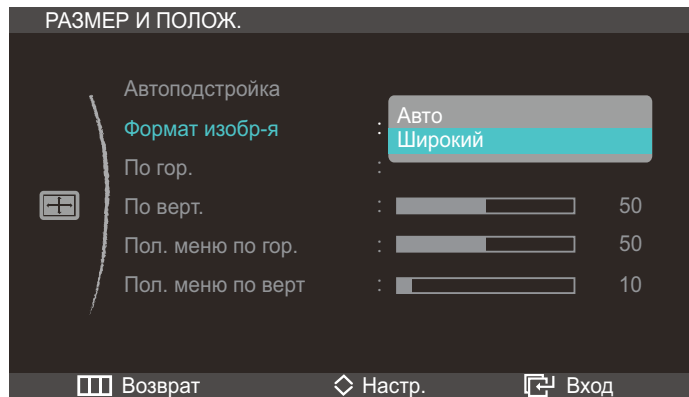 РАЗМЕР И ПОЛОЖ.
Автоподстройка
Формат изобр-я : Авто
Широкий
По гор. :
По верт. : 50
Пол. меню по гор. : 50
Пол. меню по верт : 10
Возврат Настр. Вход